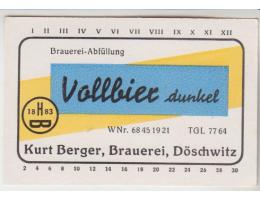 I II III IV V VI VII VIII IX X XI XII
Brauerei-Abfüllung
Vollbier dunkel
18 H 83
B
WNr. 68 45 19 21 TGL 77 64
Kurt Berger, Brauerei, Döschwitz
2 4 6 8 10 12 14 16 18 20 22 24 26 28 30